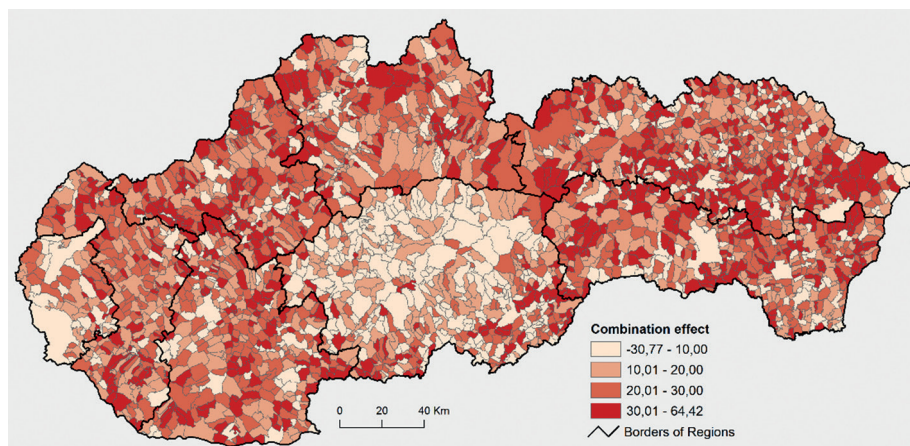 Combination effect
-30,77 - 10,00
10,01 - 20,00
20,01 - 30,00
30,01 - 64,42
Borders of Regions
0 20 40 Km